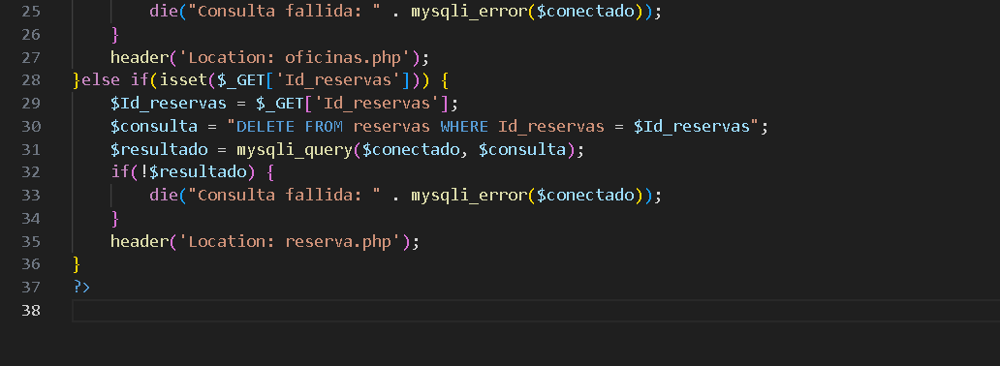 25 die("Consulta fallida: " . mysqli_error($conectado));
26 }
27 header('Location: oficinas.php');
28 }else if(isset($_GET['Id_reservas'])) {
29 $Id_reservas = $_GET['Id_reservas'];
30 $consulta = "DELETE FROM reservas WHERE Id_reservas = $Id_reservas";
31 $resultado = mysqli_query($conectado, $consulta);
32 if(!$resultado) {
33 die("Consulta fallida: " . mysqli_error($conectado));
34 }
35 header('Location: reserva.php');
36 }
37 ?>
38